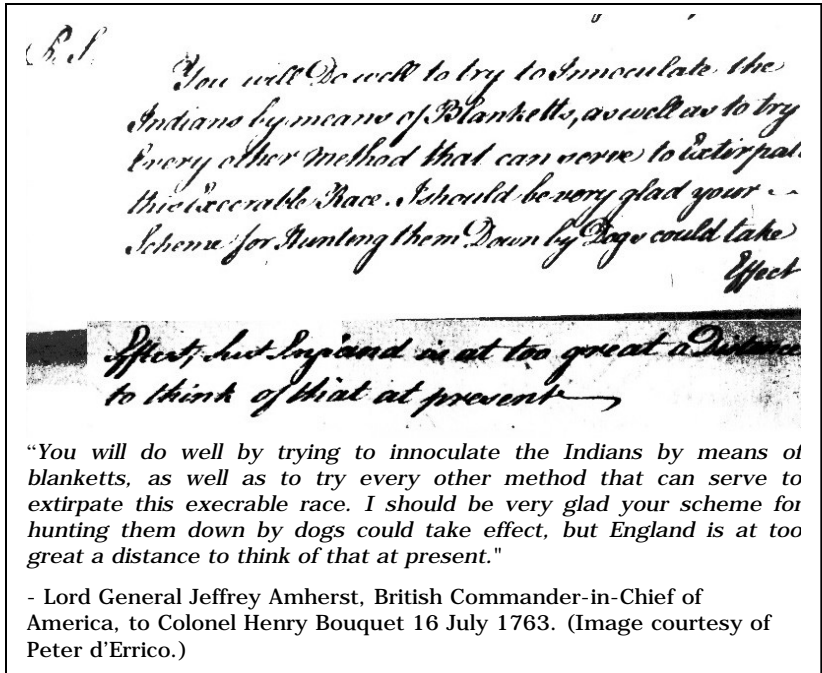 P.S.
You will Do well to try to Innoculate the
Indians by means of Blanketts, as well as to try
Every other Method that can serve to Extirpate
this Execrable Race. I should be very glad your
Scheme for Hunting them Down by Dogs could take
Effect
Effect, but England is at too great a Distance
to think of that at present
“You will do well by trying to innoculate the Indians by means of
blanketts, as well as to try every other method that can serve to
extirpate this execrable race. I should be very glad your scheme for
hunting them down by dogs could take effect, but England is at too
great a distance to think of that at present."
- Lord General Jeffrey Amherst, British Commander-in-Chief of
America, to Colonel Henry Bouquet 16 July 1763. (Image courtesy of
Peter d’Errico.)